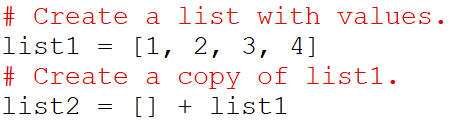 # Create a list with values.
list1 = [1, 2, 3, 4]
# Create a copy of list1.
list2 = [] + list1